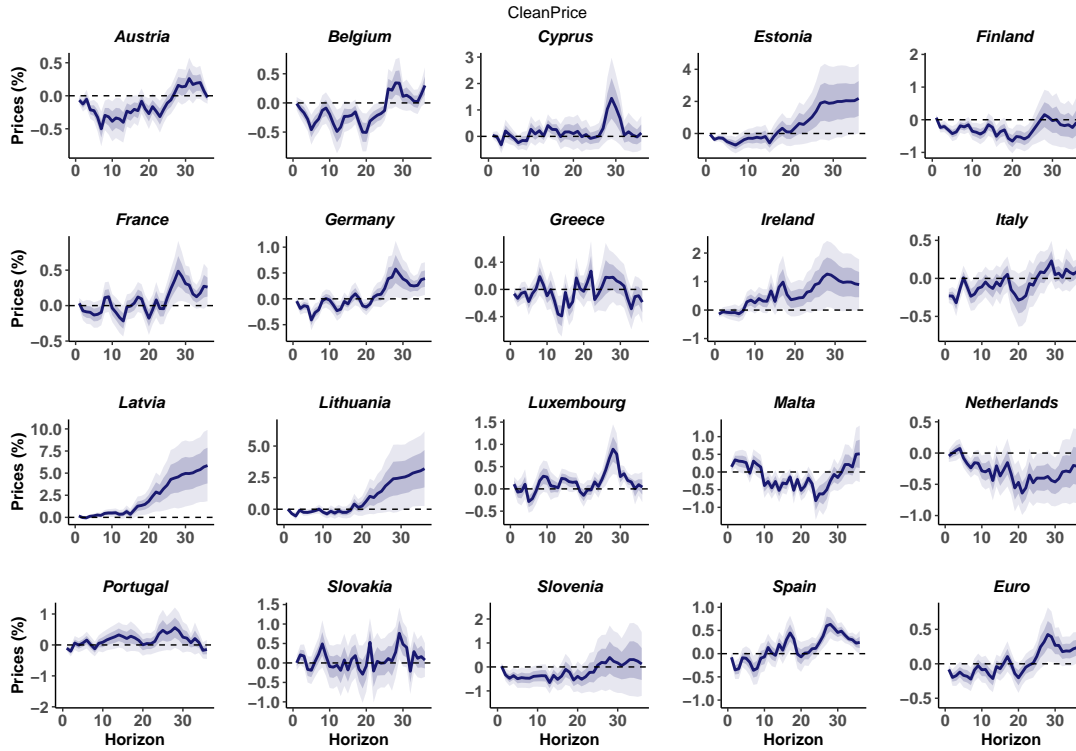 CleanPrice
Austria Belgium Cyprus Estonia Finland
Prices (%)
0.5 0.0 −0.5
0.5 0.0 −0.5
3 2 1 0
4 2 0
2 1 0 −1
0 10 20 30 0 10 20 30 0 10 20 30 0 10 20 30 0 10 20 30
France Germany Greece Ireland Italy
Prices (%)
1.0 0.5 0.0 −0.5
1.0 0.5 0.0 −0.5
0.4 0.0 −0.4
2 1 0 −1
0.5 0.0 −0.5
0 10 20 30 0 10 20 30 0 10 20 30 0 10 20 30 0 10 20 30
Latvia Lithuania Luxembourg Malta Netherlands
Prices (%)
10.0 7.5 5.0 2.5 0.0
5.0 2.5 0.0
1.5 1.0 0.5 0.0 −0.5
1.0 0.5 0.0 −0.5 −1.0
0.5 0.0 −0.5 −1.0
0 10 20 30 0 10 20 30 0 10 20 30 0 10 20 30 0 10 20 30
Portugal Slovakia Slovenia Spain Euro
Prices (%)
1 0 −1 −2
1.5 1.0 0.5 0.0 −0.5 −1.0
2 1 0 −1
1.0 0.5 0.0 −0.5 −1.0
0.5 0.0 −0.5
0 10 20 30 0 10 20 30 0 10 20 30 0 10 20 30 0 10 20 30
Horizon Horizon Horizon Horizon Horizon